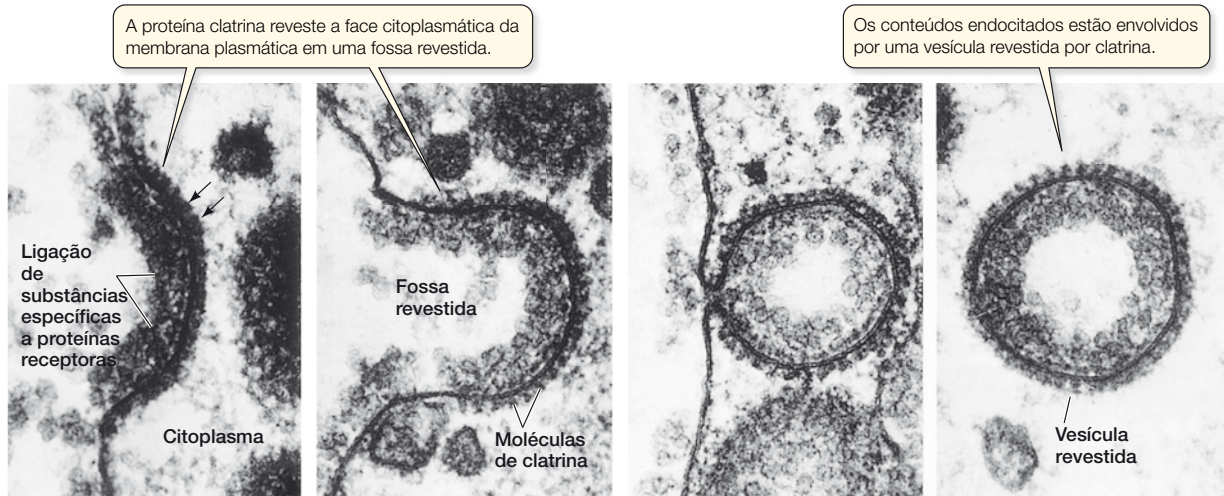 A proteína clatrina reveste a face citoplasmática da
membrana plasmática em uma fossa revestida.
Os conteúdos endocitados estão envolvidos
por uma vesícula revestida por clatrina.
Ligação
de
substâncias
específicas
a proteínas
receptoras
Citoplasma
Fossa
revestida
Moléculas
de clatrina
Vesícula
revestida